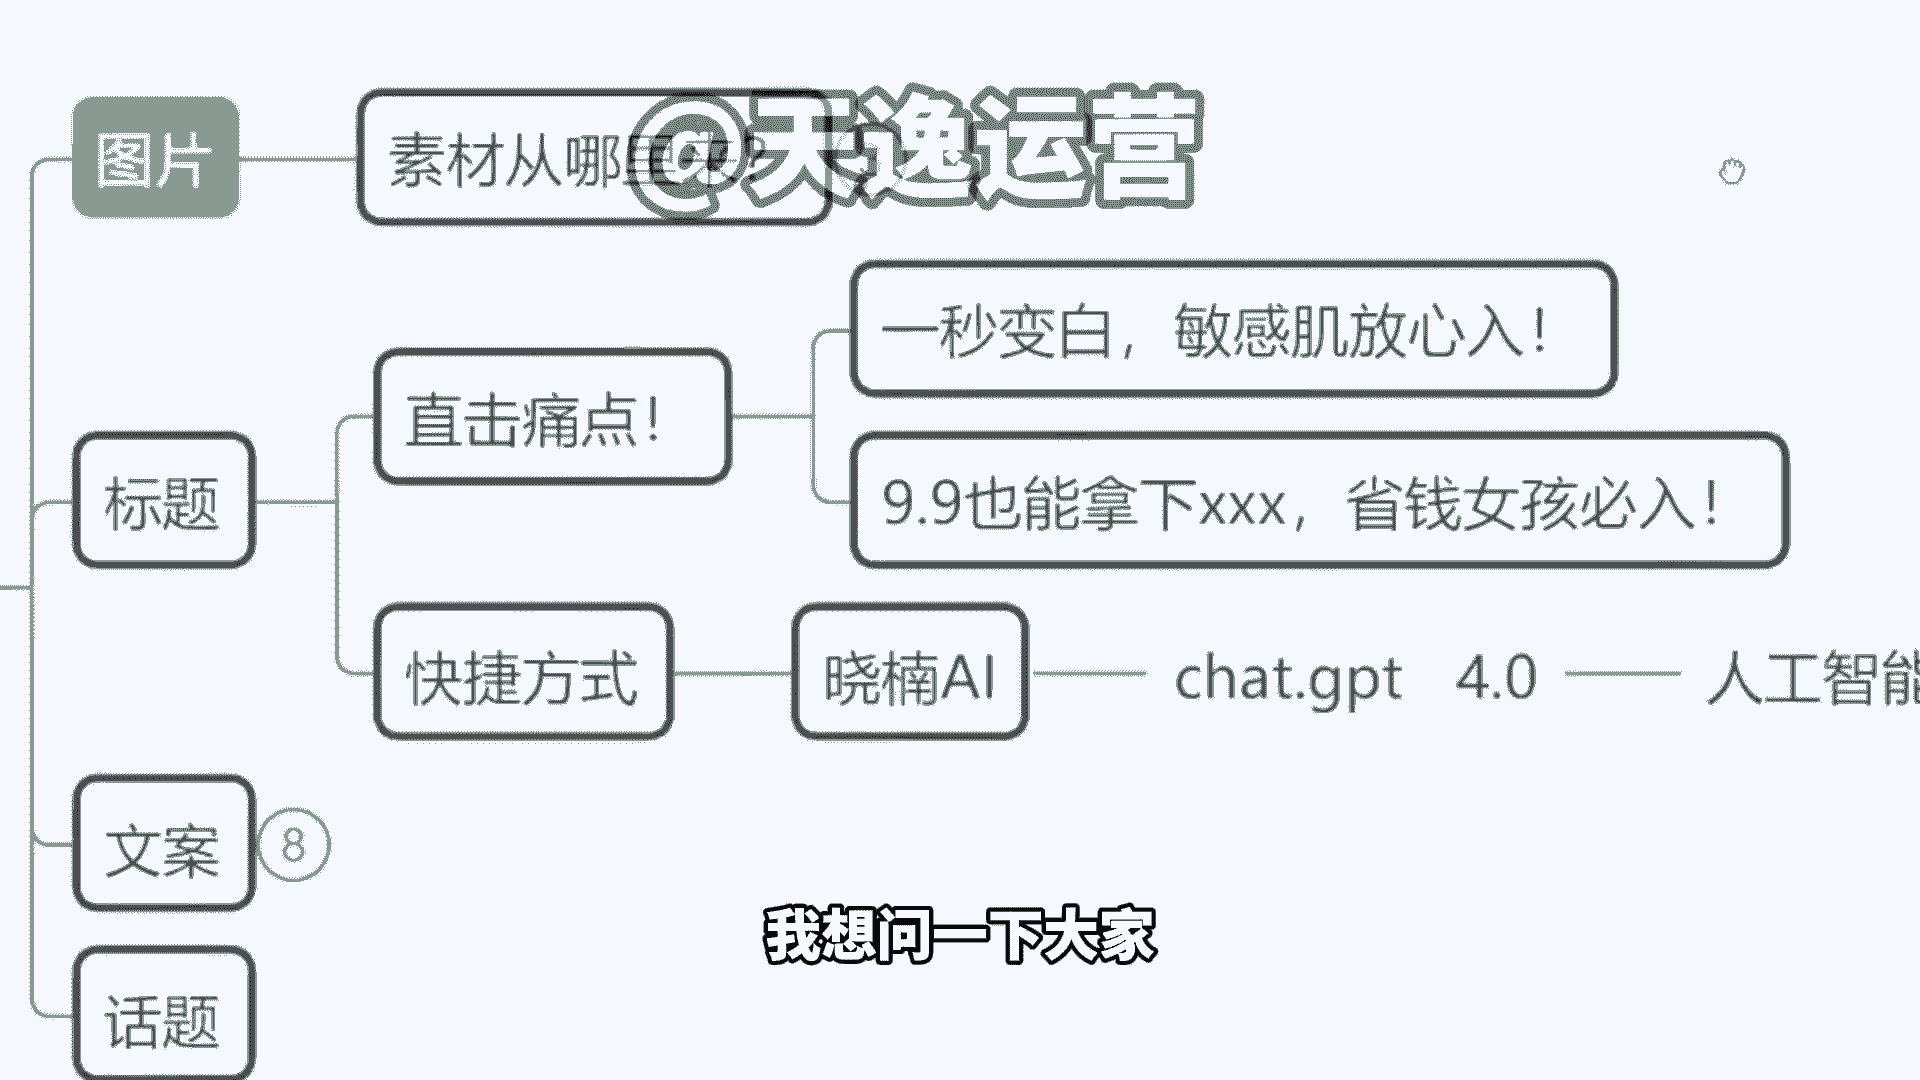 @天逸运营
图片
素材从哪里来？
一秒变白，敏感肌放心入！
直击痛点！
9.9也能拿下xxx，省钱女孩必入！
标题
快捷方式
晓楠AI
chat.gpt 4.0
人工智能
文案
8
我想问一下大家
话题